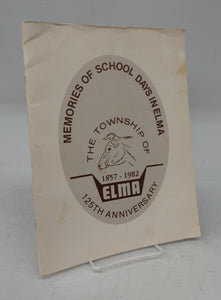 MEMORIES OF SCHOOL DAYS IN ELMA
THE TOWNSHIP OF
1857 - 1982
ELMA
125TH ANNIVERSARY